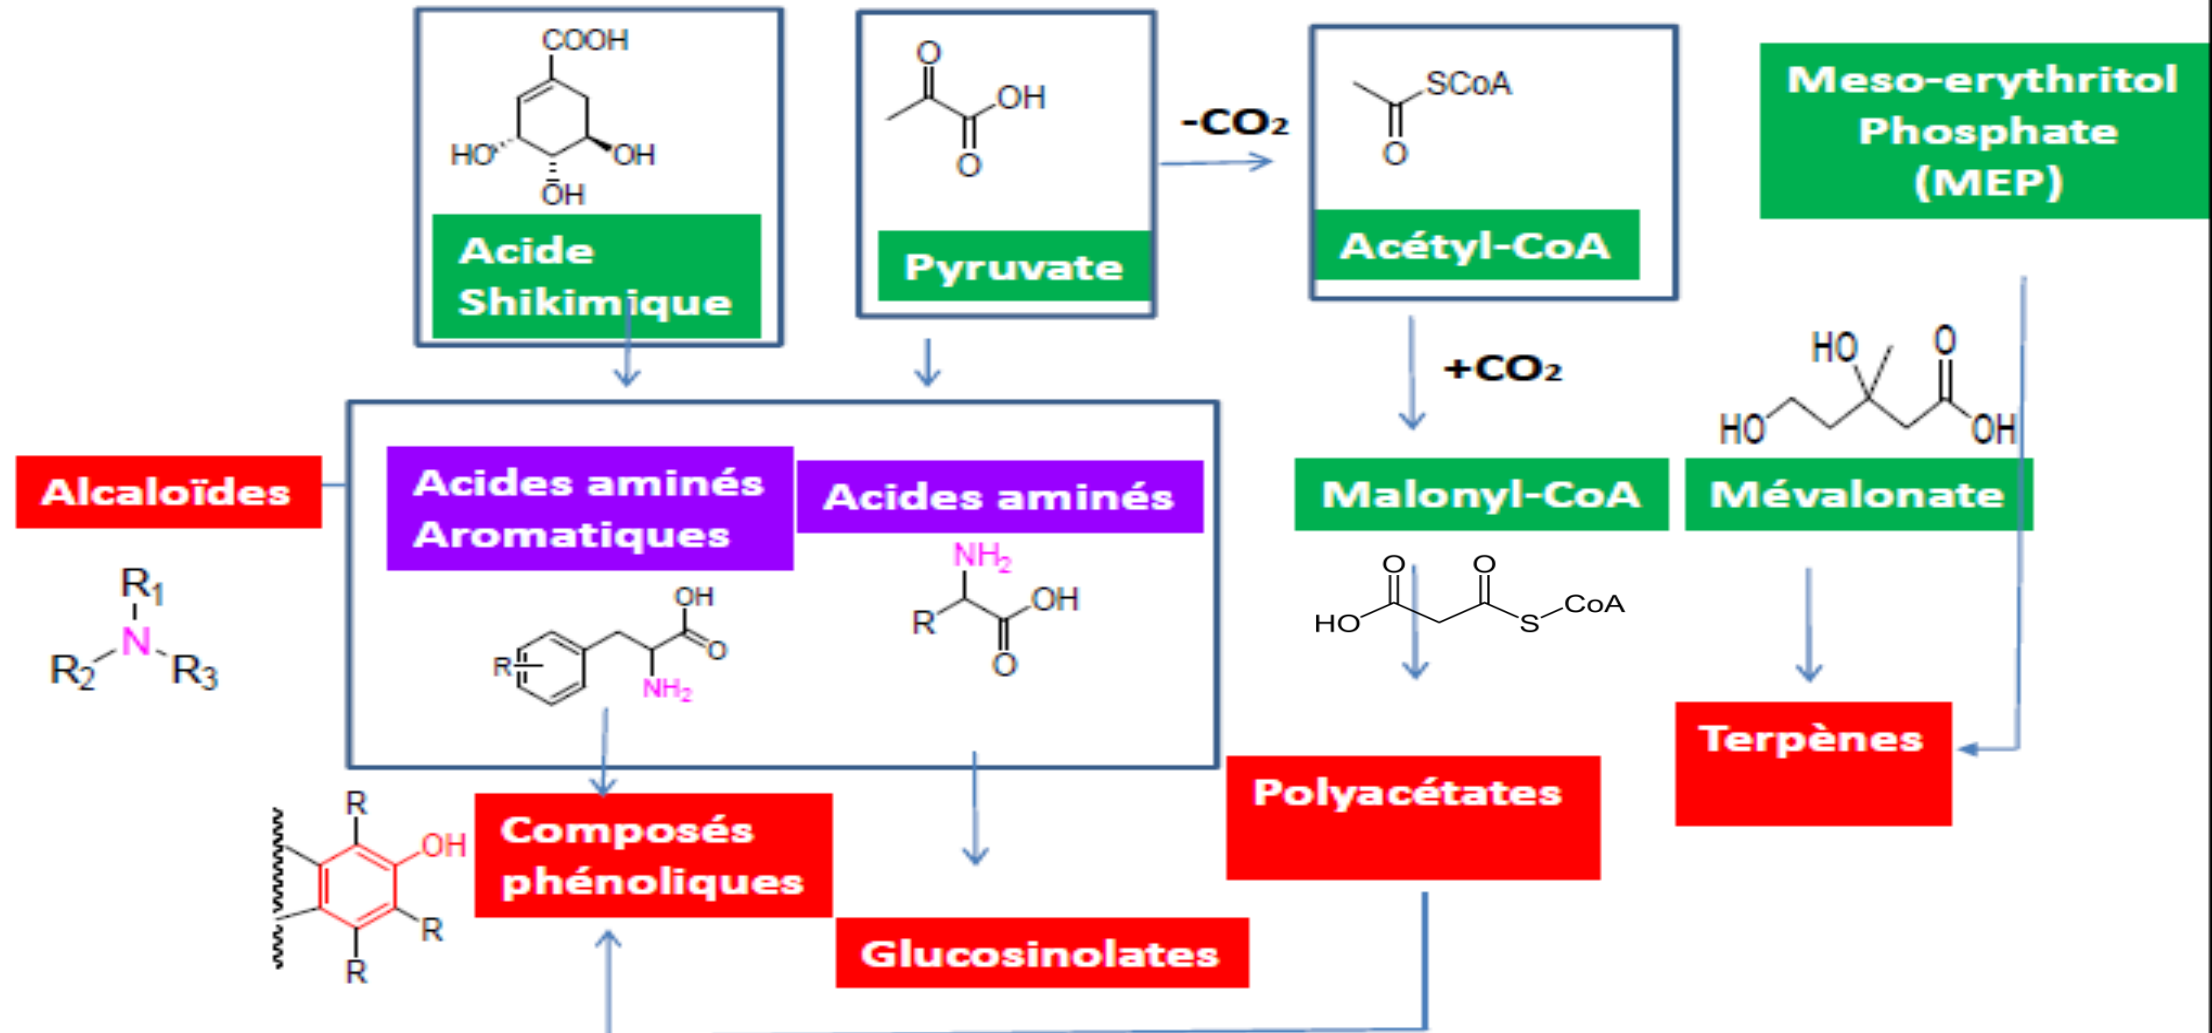 COOH
HO
OH
OH
Acide
Shikimique
O
OH
O
Pyruvate
-CO₂
SCoA
O
Acétyl-CoA
Meso-erythritol
Phosphate
(MEP)
+CO₂
HO
O
HO
OH
Alcaloïdes
R₁
N
R₂
R₃
Acides aminés
Aromatiques
OH
O
R
NH₂
Acides aminés
NH₂
OH
R
O
Malonyl-CoA
O
O
CoA
HO
S
Mévalonate
Terpènes
Polyacétates
R
OH
R
R
Composés
phénoliques
Glucosinolates